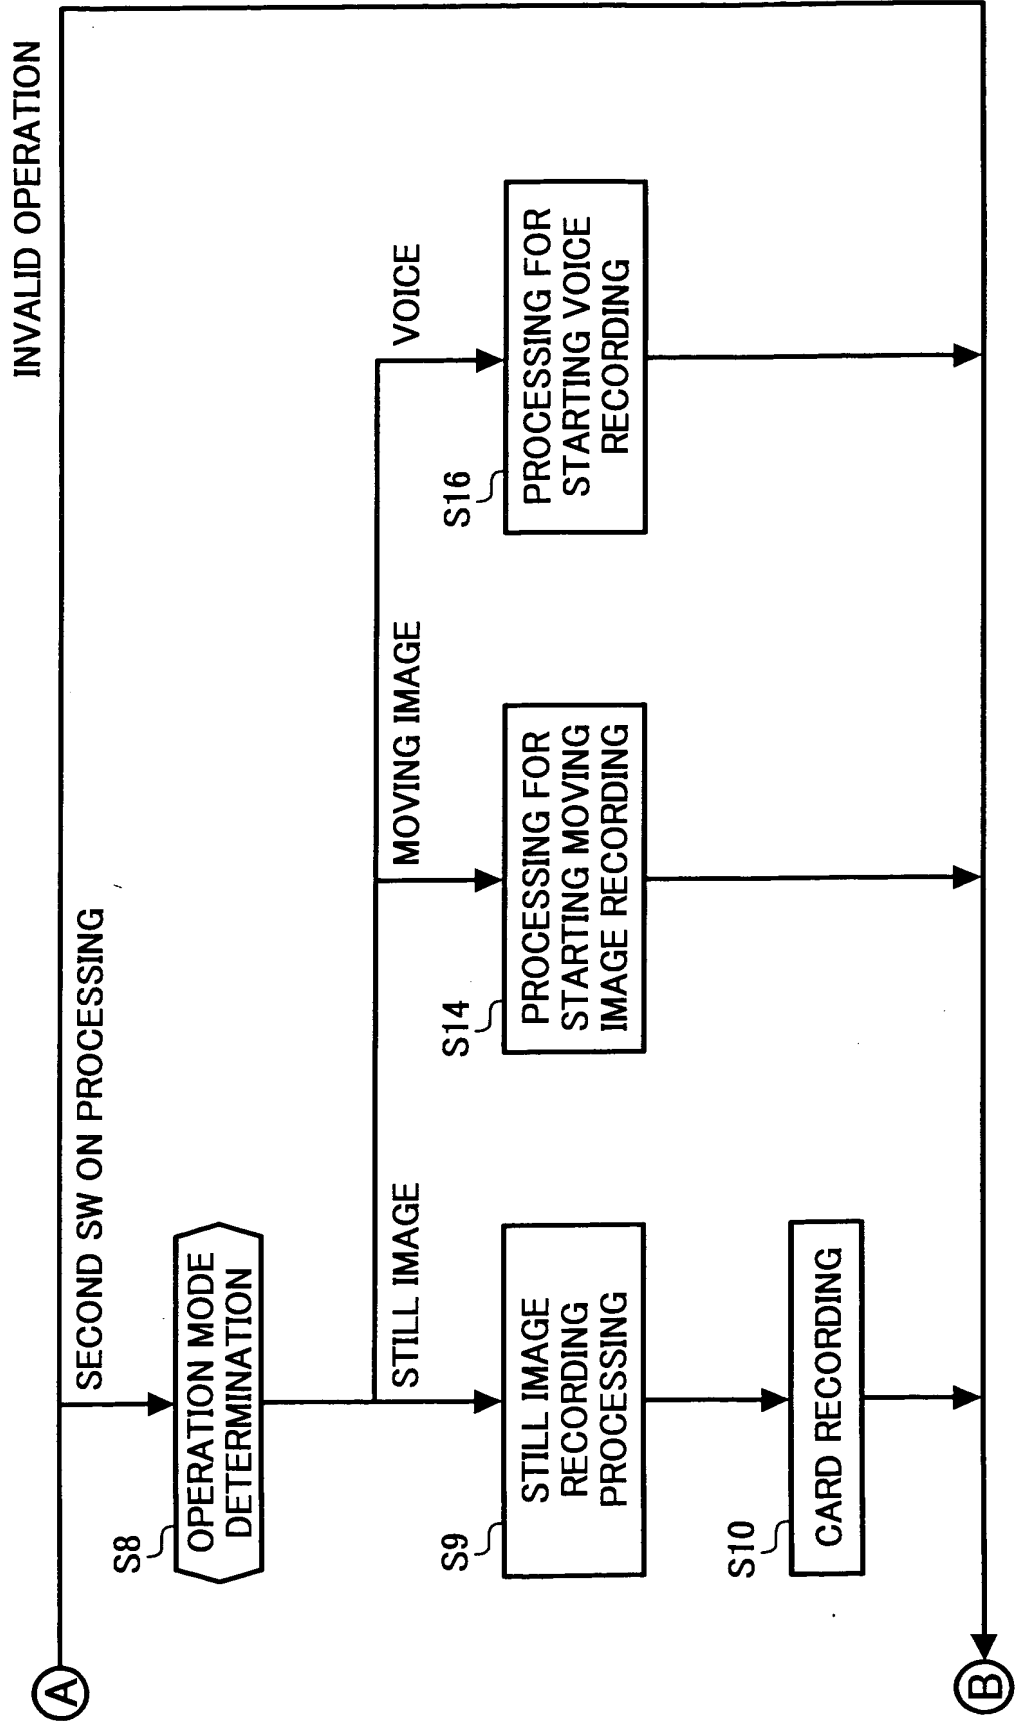 INVALID OPERATION
A
SECOND SW ON PROCESSING
S8
OPERATION MODE
DETERMINATION
STILL IMAGE
MOVING IMAGE
VOICE
S9
STILL IMAGE
RECORDING
PROCESSING
S14
PROCESSING FOR
STARTING MOVING
IMAGE RECORDING
S16
PROCESSING FOR
STARTING VOICE
RECORDING
S10
CARD RECORDING
B